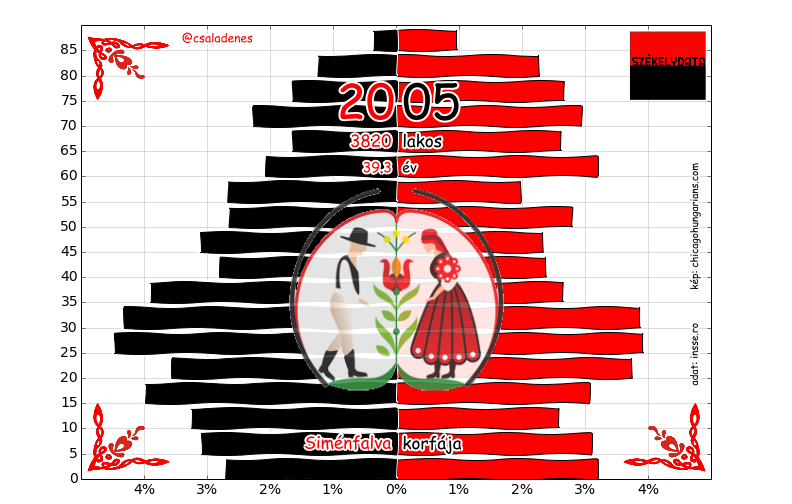 @csaladenes
SZÉKELYDATA
2005
3820 lakos
39.3 év
kép: chicagohungarians.com
adat: insse.ro
Siménfalva korfája
85
80
75
70
65
60
55
50
45
40
35
30
25
20
15
10
5
0
4% 3% 2% 1% 0% 1% 2% 3% 4%